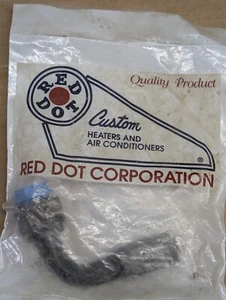 Quality Product
RED
DOT
Custom
HEATERS AND
AIR CONDITIONERS
®
RED DOT CORPORATION